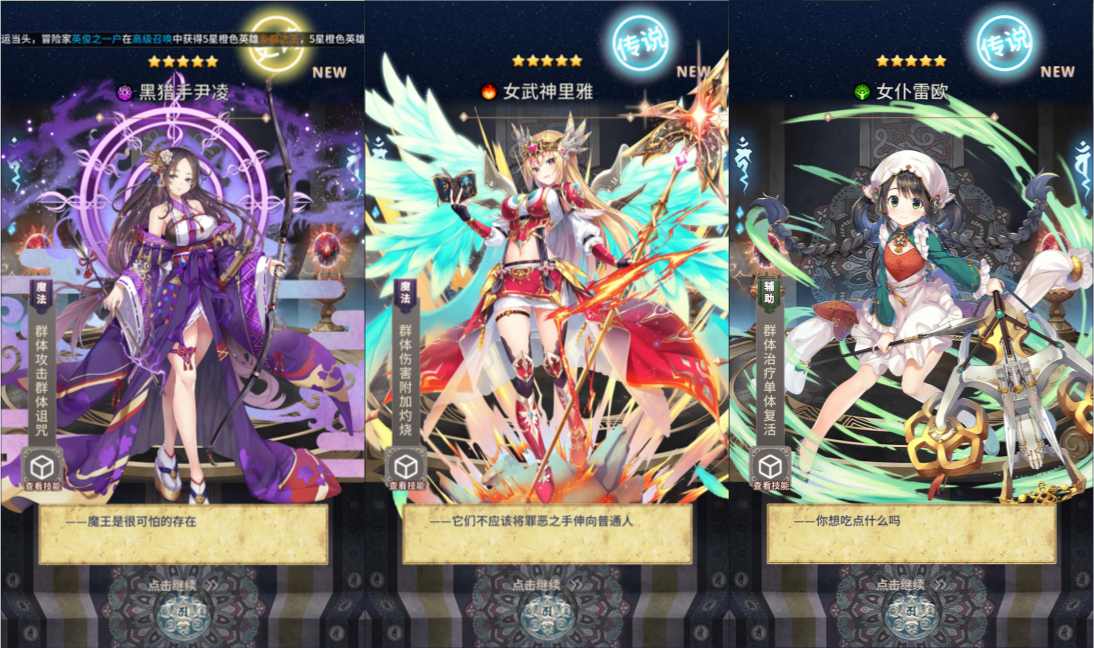 运当头，冒险家英俊之一户在高级召唤中获得5星橙色英雄
，5星橙色英雄
NEW
黑猎手尹凌
魔法
群体攻击群体诅咒
查看技能
——魔王是很可怕的存在
点击继续
传说
NEW
女武神里雅
魔法
群体伤害附加灼烧
查看技能
——它们不应该将罪恶之手伸向普通人
点击继续
传说
NEW
女仆雷欧
辅助
群体治疗单体复活
查看技能
——你想吃点什么吗
点击继续